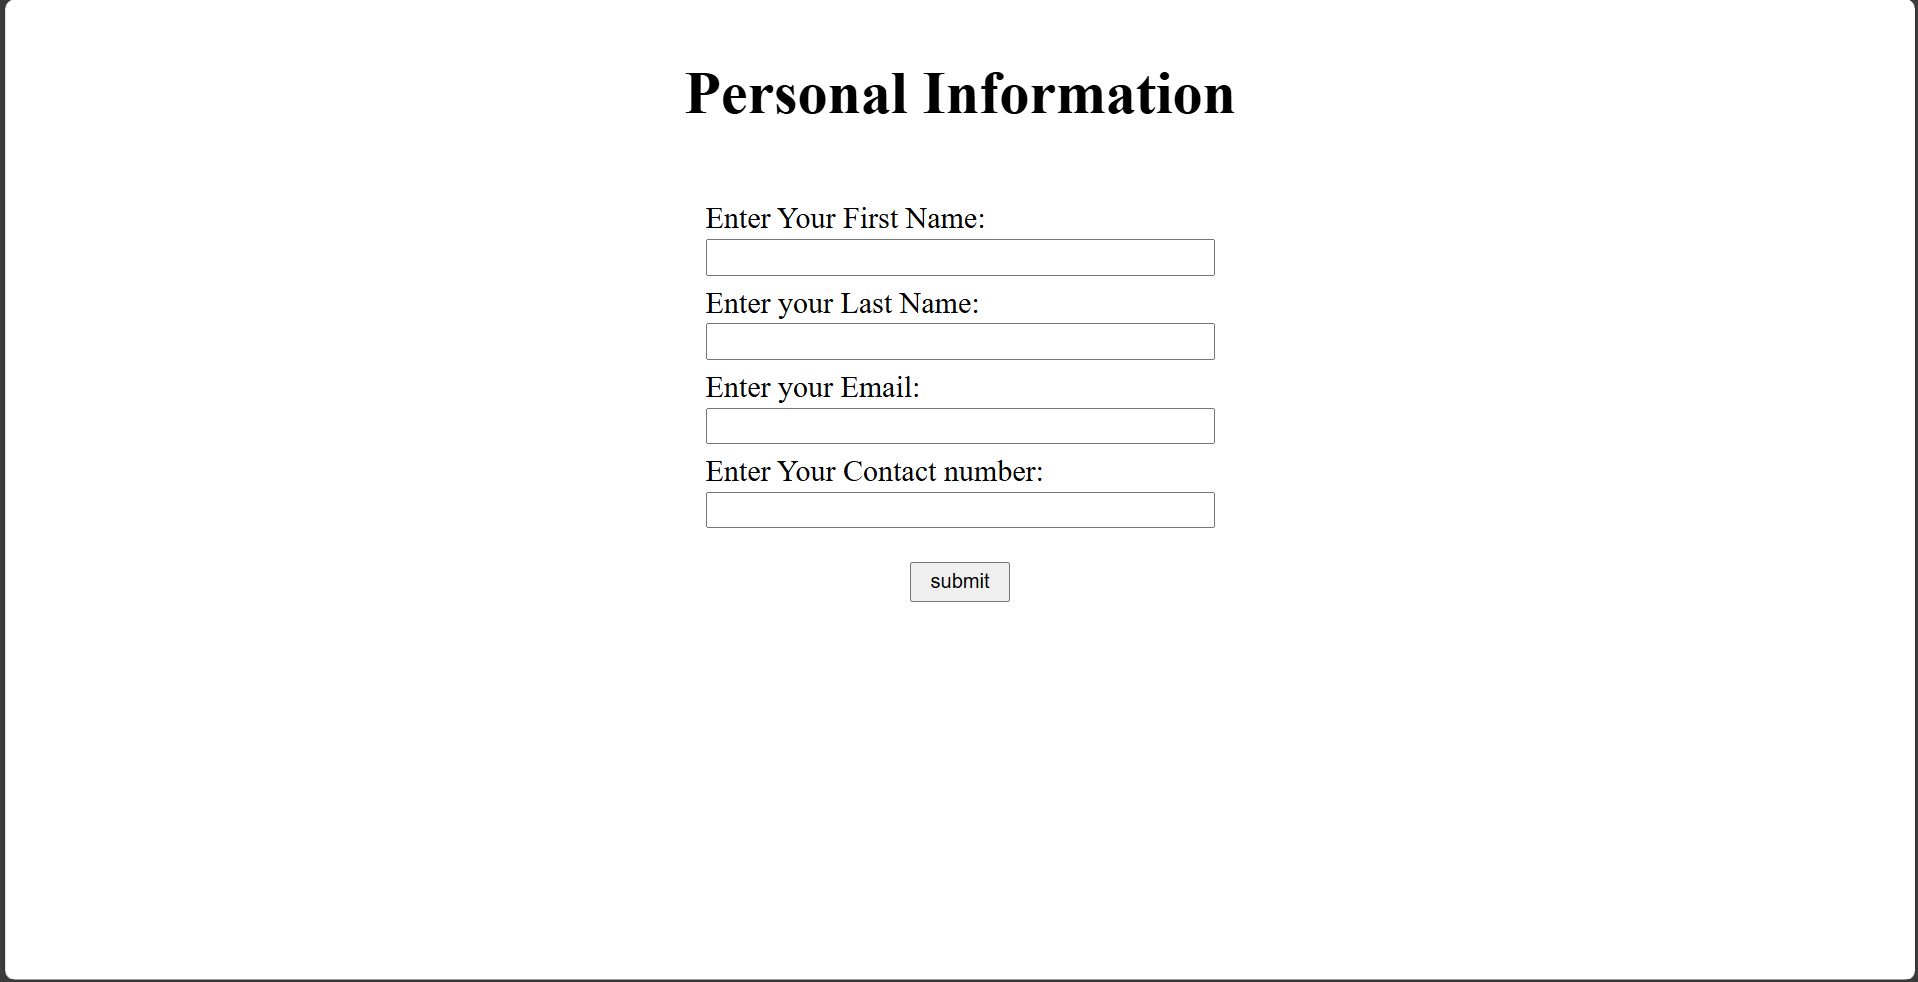 Personal Information
Enter Your First Name:
Enter your Last Name:
Enter your Email:
Enter Your Contact number:
submit